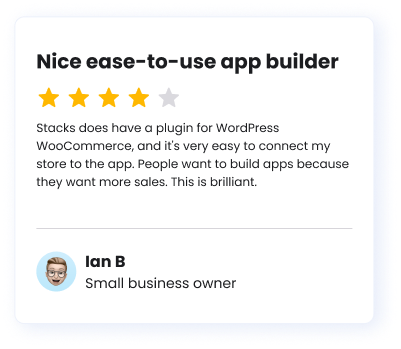 Nice ease-to-use app builder
Stacks does have a plugin for WordPress
WooCommerce, and it's very easy to connect my
store to the app. People want to build apps because
they want more sales. This is brilliant.
Ian B
Small business owner